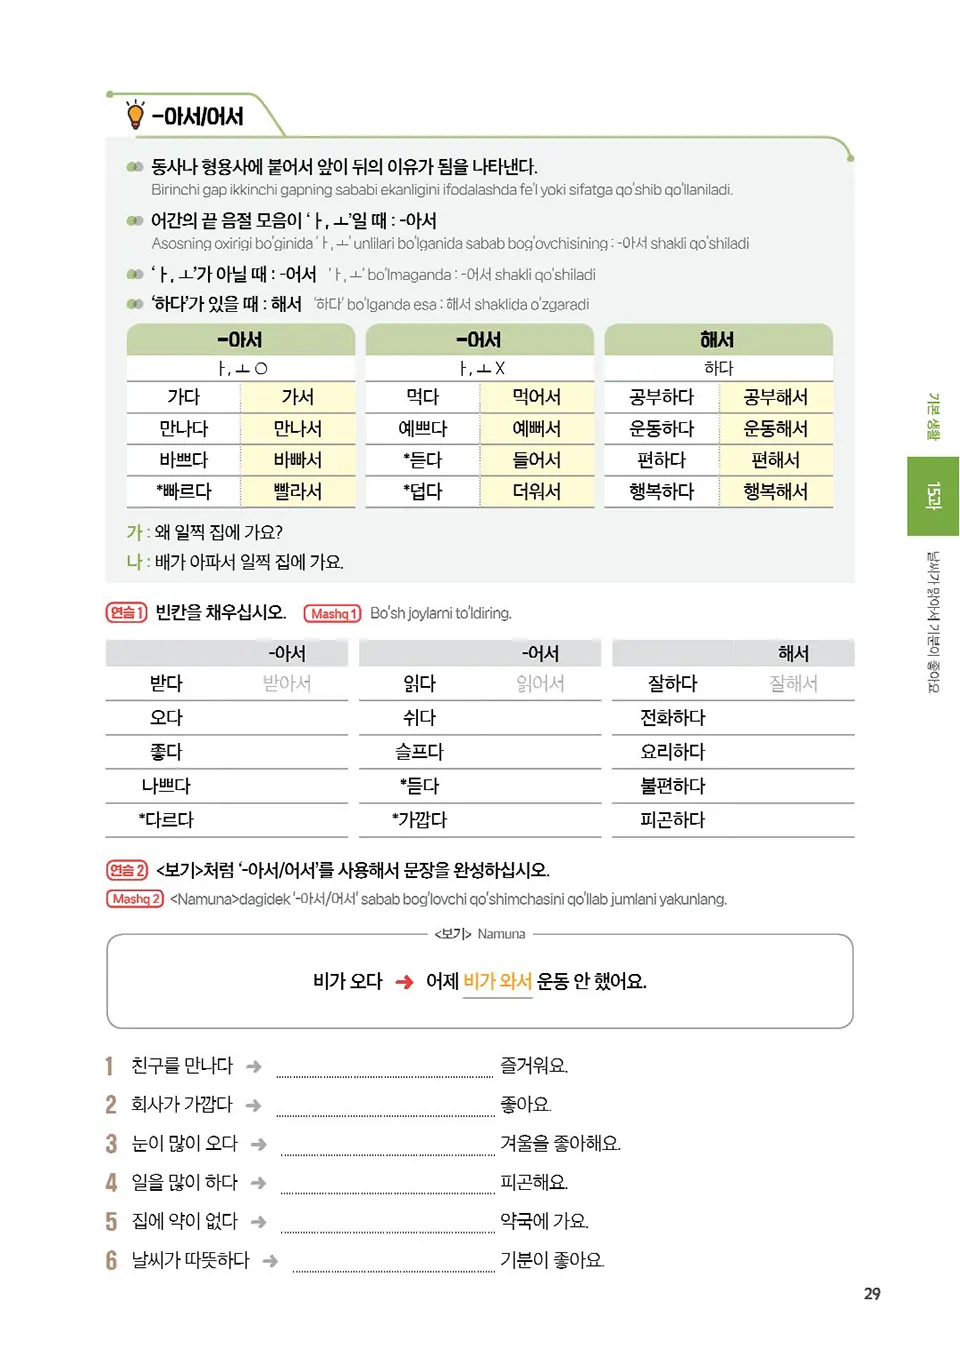 -아서/어서
동사나 형용사에 붙어서 앞이 뒤의 이유가 됨을 나타낸다.
Birinchi gap ikkinchi gapning sababi ekanligini ifodalashda fe'l yoki sifatga qo'shib qo'llaniladi.
어간의 끝 음절 모음이 'ㅏ, ㅗ'일 때 : -아서
Asosning oxirigi bo'ginida 'ㅏ, ㅗ' unlilari bo'lganida sabab bog'ovchisining : -아서 shakli qo'shiladi
'ㅏ, ㅗ'가 아닐 때 : -어서 'ㅏ, ㅗ' bo'lmaganda : -어서 shakli qo'shiladi
'하다'가 있을 때 : 해서 '하다' bo'lganda esa : 해서 shaklida o'zgaradi
-아서 -어서 해서
ㅏ, ㅗ O ㅏ, ㅗ X 하다
가다 가서 먹다 먹어서 공부하다 공부해서
만나다 만나서 예쁘다 예뻐서 운동하다 운동해서
바쁘다 바빠서 *듣다 들어서 편하다 편해서
*빠르다 빨라서 *덥다 더워서 행복하다 행복해서
가 : 왜 일찍 집에 가요?
나 : 배가 아파서 일찍 집에 가요.
연습 1 빈칸을 채우십시오. Mashq 1 Bo'sh joylarni to'ldiring.
-아서 -어서 해서
받다 받아서 읽다 읽어서 잘하다 잘해서
오다 쉬다 전화하다
좋다 슬프다 요리하다
나쁘다 *듣다 불편하다
*다르다 *가깝다 피곤하다
연습 2 <보기>처럼 '-아서/어서'를 사용해서 문장을 완성하십시오.
Mashq 2 <Namuna>dagidek '-아서/어서' sabab bog'lovchi qo'shimchasini qo'llab jumlani yakunlang.
<보기> Namuna
비가 오다 ➜ 어제 비가 와서 운동 안 했어요.
1 친구를 만나다 ➜ 즐거워요.
2 회사가 가깝다 ➜ 좋아요.
3 눈이 많이 오다 ➜ 겨울을 좋아해요.
4 일을 많이 하다 ➜ 피곤해요.
5 집에 약이 없다 ➜ 약국에 가요.
6 날씨가 따뜻하다 ➜ 기분이 좋아요.
기본 생활
15과
날씨가 맑아서 기분이 좋아요
29